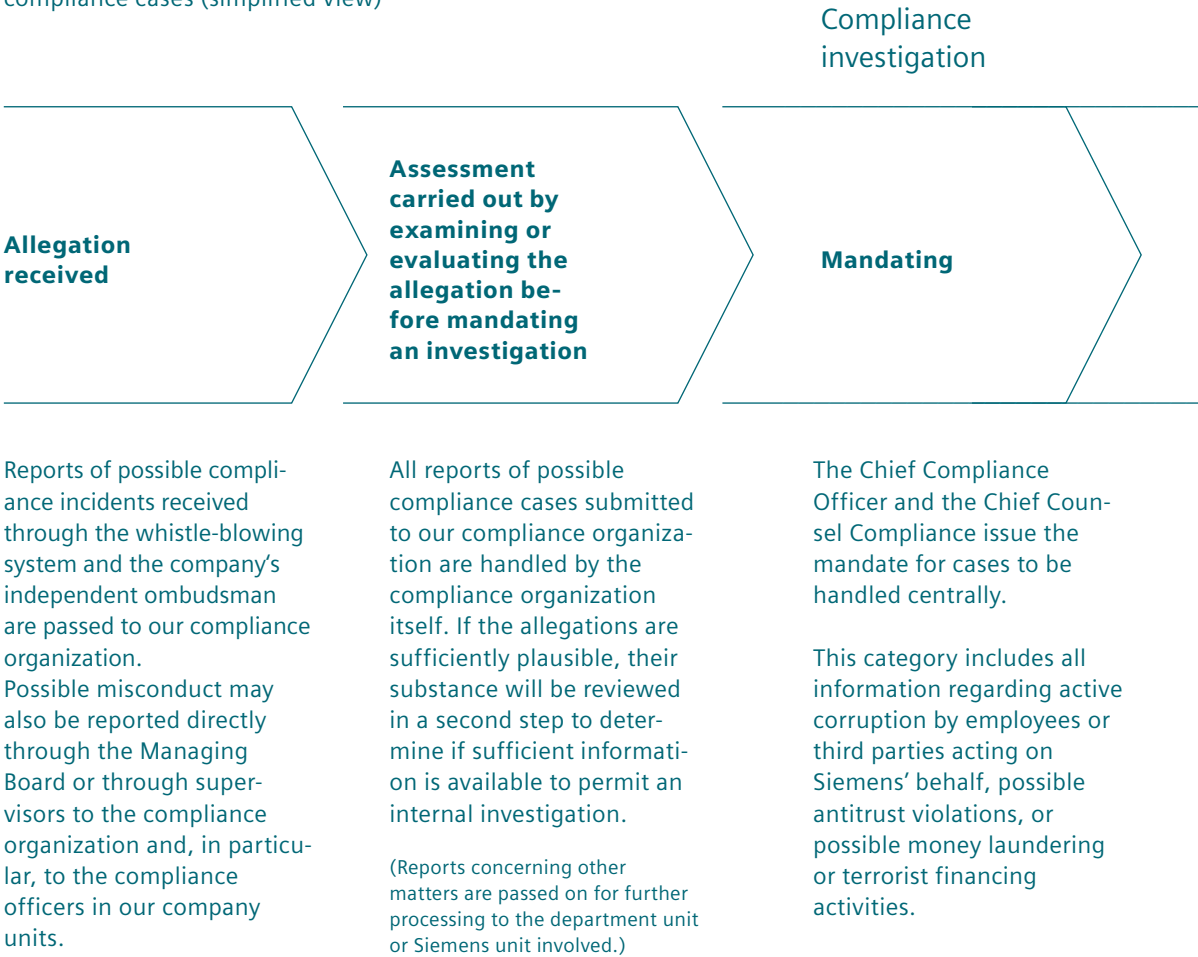 compliance cases (simplified view)
Compliance
investigation
Allegation
received
Assessment
carried out by
examining or
evaluating the
allegation be-
fore mandating
an investigation
Mandating
Reports of possible compli-
ance incidents received
through the whistle-blowing
system and the company‘s
independent ombudsman
are passed to our compliance
organization.
Possible misconduct may
also be reported directly
through the Managing
Board or through super-
visors to the compliance
organization and, in particu-
lar, to the compliance
officers in our company
units.
All reports of possible
compliance cases submitted
to our compliance organiza-
tion are handled by the
compliance organization
itself. If the allegations are
sufficiently plausible, their
substance will be reviewed
in a second step to deter-
mine if sufficient informati-
on is available to permit an
internal investigation.
(Reports concerning other
matters are passed on for further
processing to the department unit
or Siemens unit involved.)
The Chief Compliance
Officer and the Chief Coun-
sel Compliance issue the
mandate for cases to be
handled centrally.
This category includes all
information regarding active
corruption by employees or
third parties acting on
Siemens’ behalf, possible
antitrust violations, or
possible money laundering
or terrorist financing
activities.